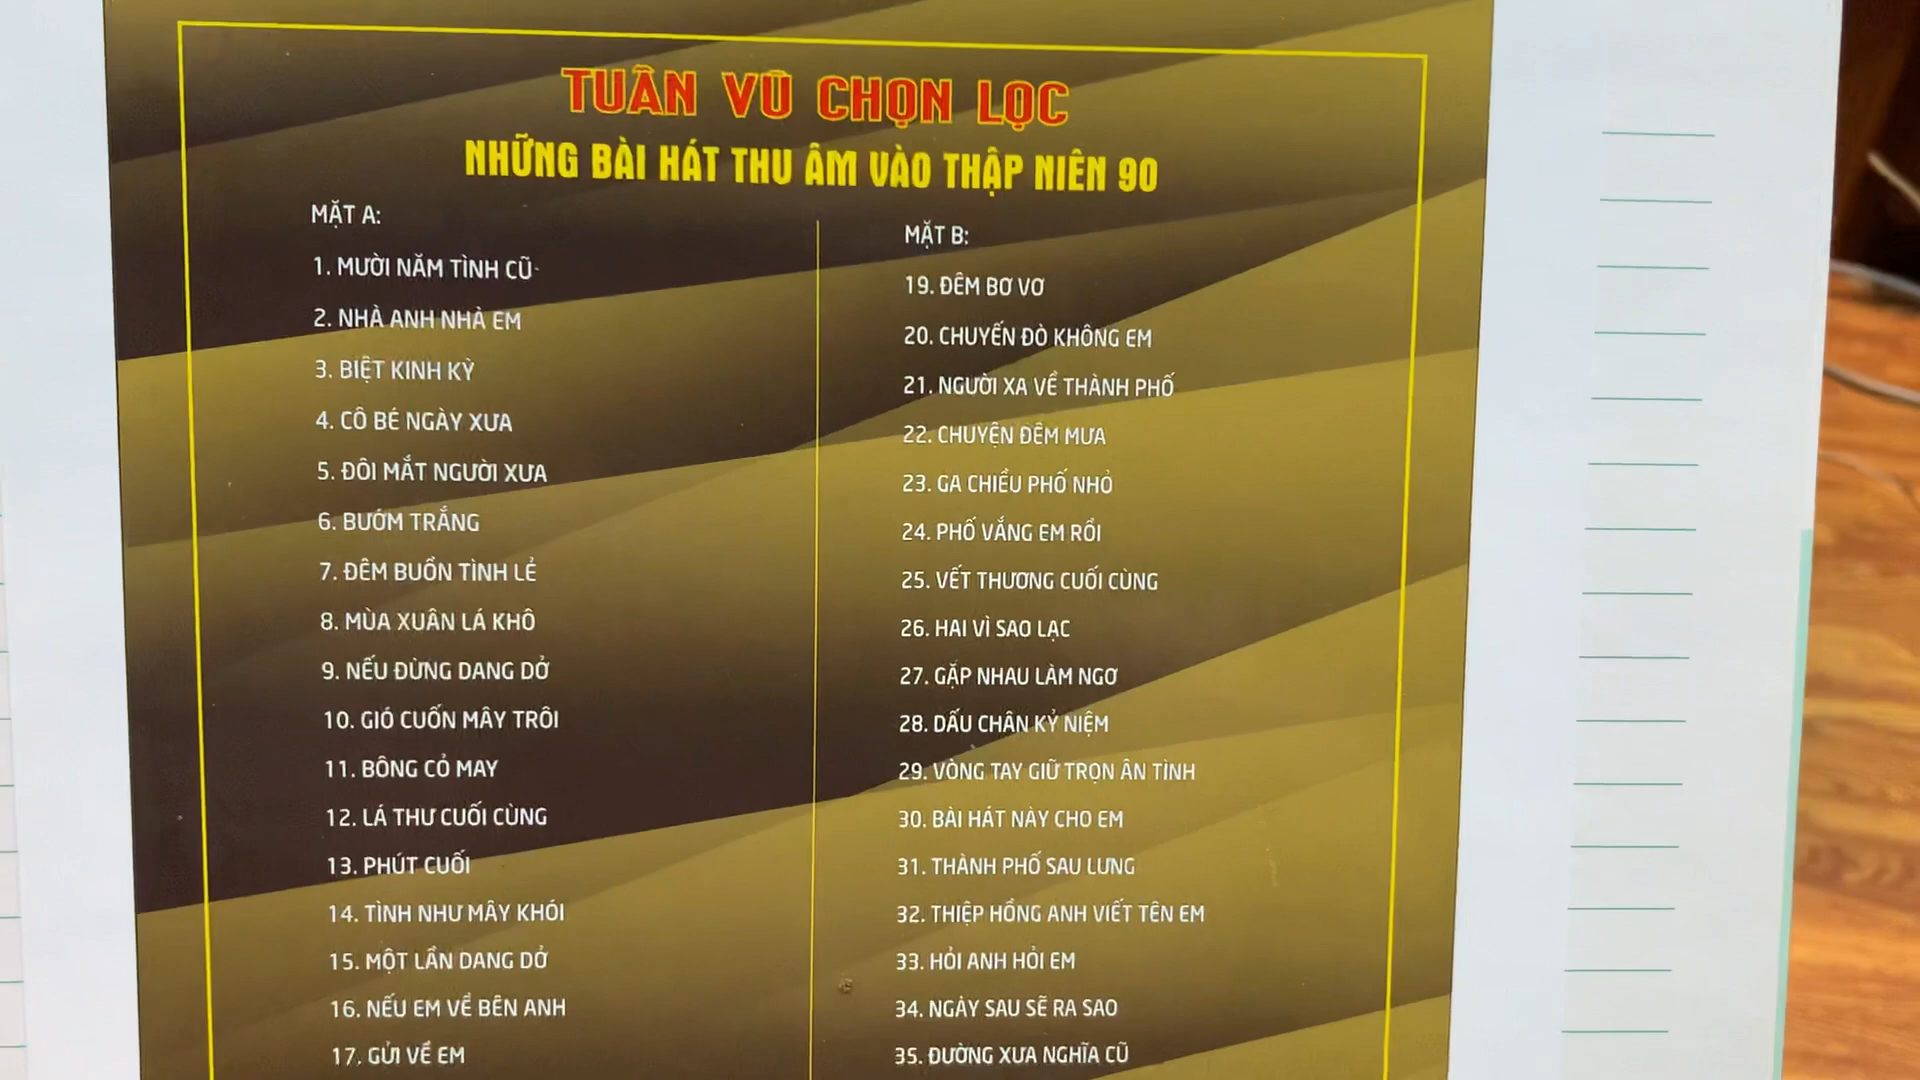 TUẤN VŨ CHỌN LỌC
NHỮNG BÀI HÁT THU ÂM VÀO THẬP NIÊN 90
MẶT A:
1. MƯỜI NĂM TÌNH CŨ
2. NHÀ ANH NHÀ EM
3. BIỆT KINH KỲ
4. CÔ BÉ NGÀY XƯA
5. ĐÔI MẮT NGƯỜI XƯA
6. BƯỚM TRẮNG
7. ĐÊM BUỒN TÌNH LẺ
8. MÙA XUÂN LÁ KHÔ
9. NẾU ĐỪNG DANG DỞ
10. GIÓ CUỐN MÂY TRÔI
11. BÔNG CỎ MAY
12. LÁ THƯ CUỐI CÙNG
13. PHÚT CUỐI
14. TÌNH NHƯ MÂY KHÓI
15. MỘT LẦN DANG DỞ
16. NẾU EM VỀ BÊN ANH
17. GỬI VỀ EM
MẶT B:
19. ĐÊM BƠ VƠ
20. CHUYẾN ĐÒ KHÔNG EM
21. NGƯỜI XA VỀ THÀNH PHỐ
22. CHUYỆN ĐÊM MƯA
23. GA CHIỀU PHỐ NHỎ
24. PHỐ VẮNG EM RỒI
25. VẾT THƯƠNG CUỐI CÙNG
26. HAI VÌ SAO LẠC
27. GẶP NHAU LÀM NGƠ
28. DẤU CHÂN KỶ NIỆM
29. VÒNG TAY GIỮ TRỌN ÂN TÌNH
30. BÀI HÁT NÀY CHO EM
31. THÀNH PHỐ SAU LƯNG
32. THIỆP HỒNG ANH VIẾT TÊN EM
33. HỎI ANH HỎI EM
34. NGÀY SAU SẼ RA SAO
35. ĐƯỜNG XƯA NGHĨA CŨ